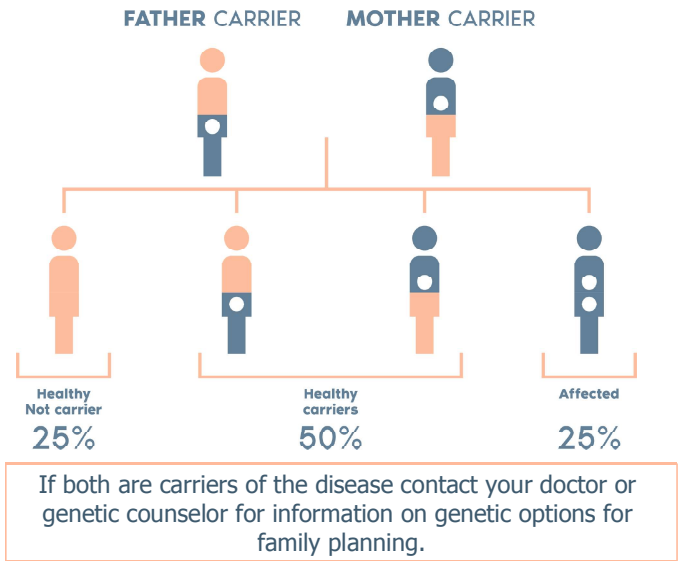 FATHER CARRIER
MOTHER CARRIER
Healthy
Not carrier
25%
Healthy
carriers
50%
Affected
25%
If both are carriers of the disease contact your doctor or
genetic counselor for information on genetic options for
family planning.